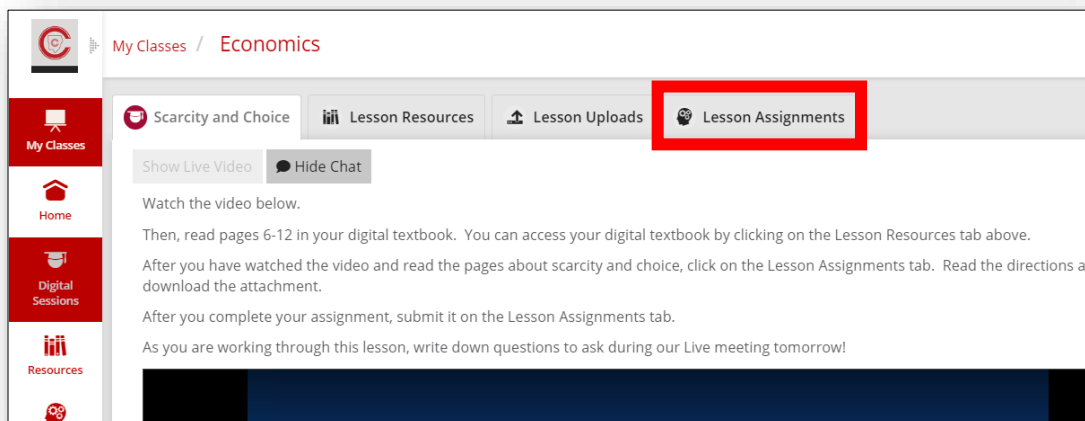 My Classes / Economics
Scarcity and Choice Lesson Resources Lesson Uploads Lesson Assignments
My Classes
Show Live Video Hide Chat
Home
Watch the video below.
Then, read pages 6-12 in your digital textbook. You can access your digital textbook by clicking on the Lesson Resources tab above.
Digital
Sessions
After you have watched the video and read the pages about scarcity and choice, click on the Lesson Assignments tab. Read the directions a
download the attachment.
After you complete your assignment, submit it on the Lesson Assignments tab.
Resources
As you are working through this lesson, write down questions to ask during our Live meeting tomorrow!